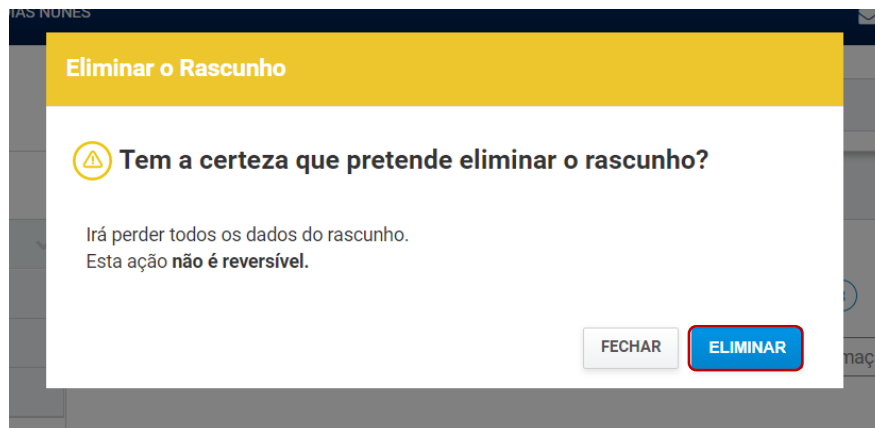 NUNES
Eliminar o Rascunho
Tem a certeza que pretende eliminar o rascunho?
Irá perder todos os dados do rascunho.
Esta ação não é reversível.
FECHAR ELIMINAR